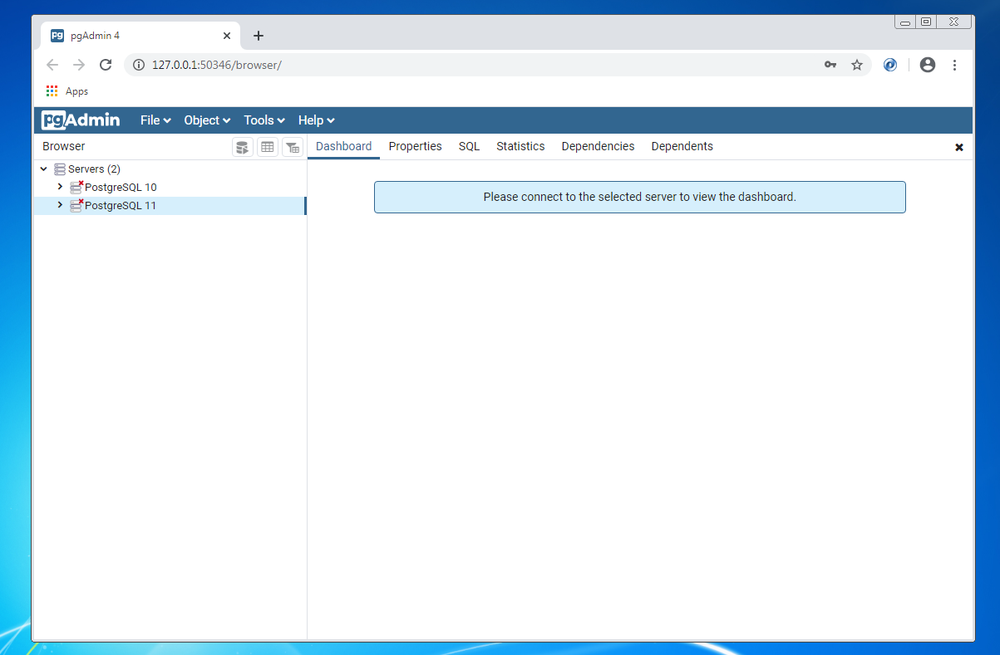 pgAdmin 4
127.0.0.1:50346/browser/
Apps
pgAdmin File Object Tools Help
Browser Dashboard Properties SQL Statistics Dependencies Dependents
Servers (2)
PostgreSQL 10
PostgreSQL 11
Please connect to the selected server to view the dashboard.